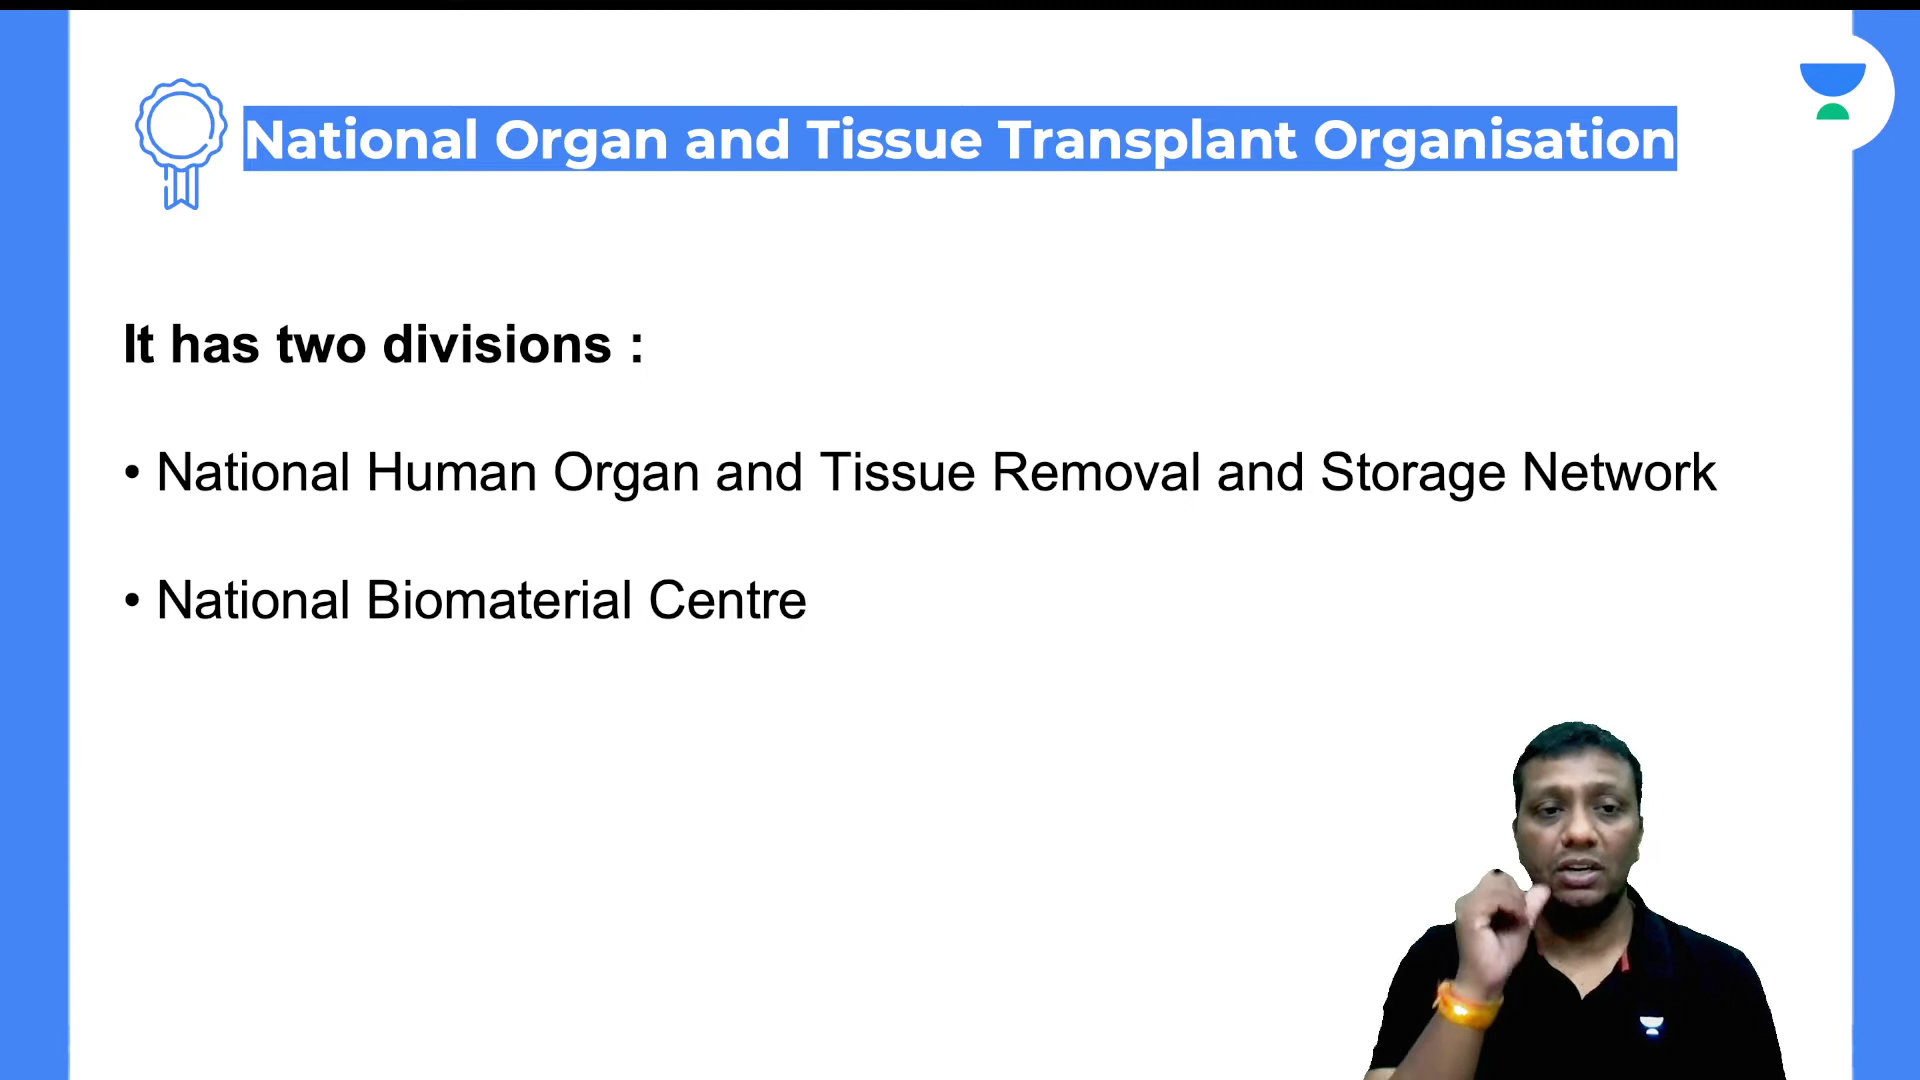 National Organ and Tissue Transplant Organisation
It has two divisions :
• National Human Organ and Tissue Removal and Storage Network
• National Biomaterial Centre